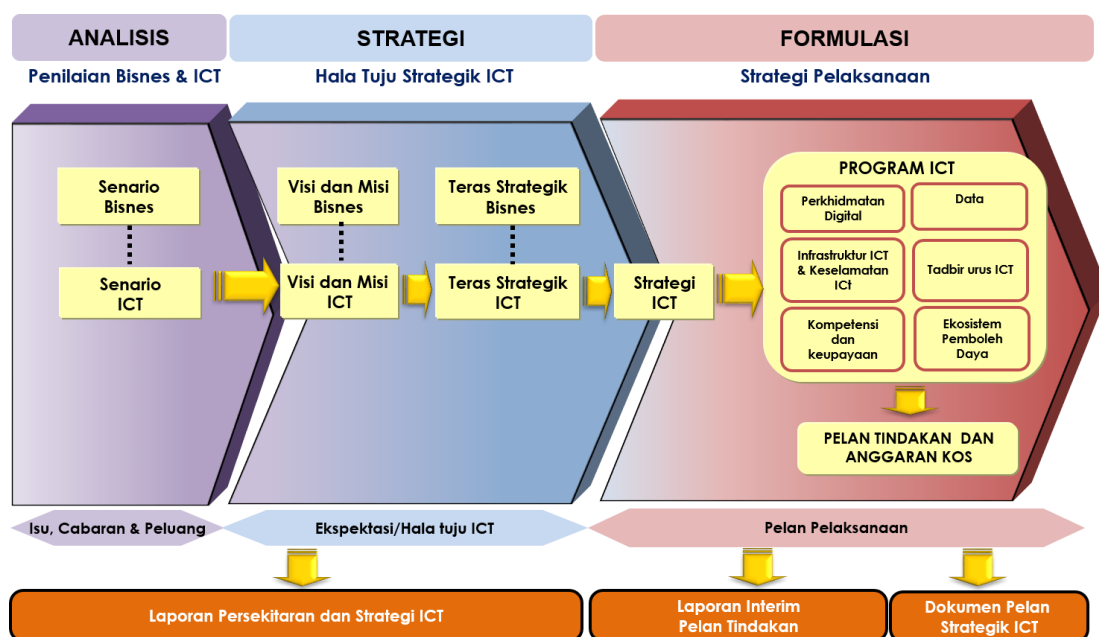 ANALISIS
STRATEGI
FORMULASI
Penilaian Bisnes & ICT
Hala Tuju Strategik ICT
Strategi Pelaksanaan
Senario
Bisnes
Senario
ICT
Visi dan Misi
Bisnes
Visi dan Misi
ICT
Teras Strategik
Bisnes
Teras Strategik
ICT
Strategi
ICT
PROGRAM ICT
Perkhidmatan
Digital
Data
Infrastruktur ICT
& Keselamatan
ICt
Tadbir urus ICT
Kompetensi
dan
keupayaan
Ekosistem
Pemboleh
Daya
PELAN TINDAKAN DAN
ANGGARAN KOS
Isu, Cabaran & Peluang
Ekspektasi/Hala tuju ICT
Pelan Pelaksanaan
Laporan Persekitaran dan Strategi ICT
Laporan Interim
Pelan Tindakan
Dokumen Pelan
Strategik ICT